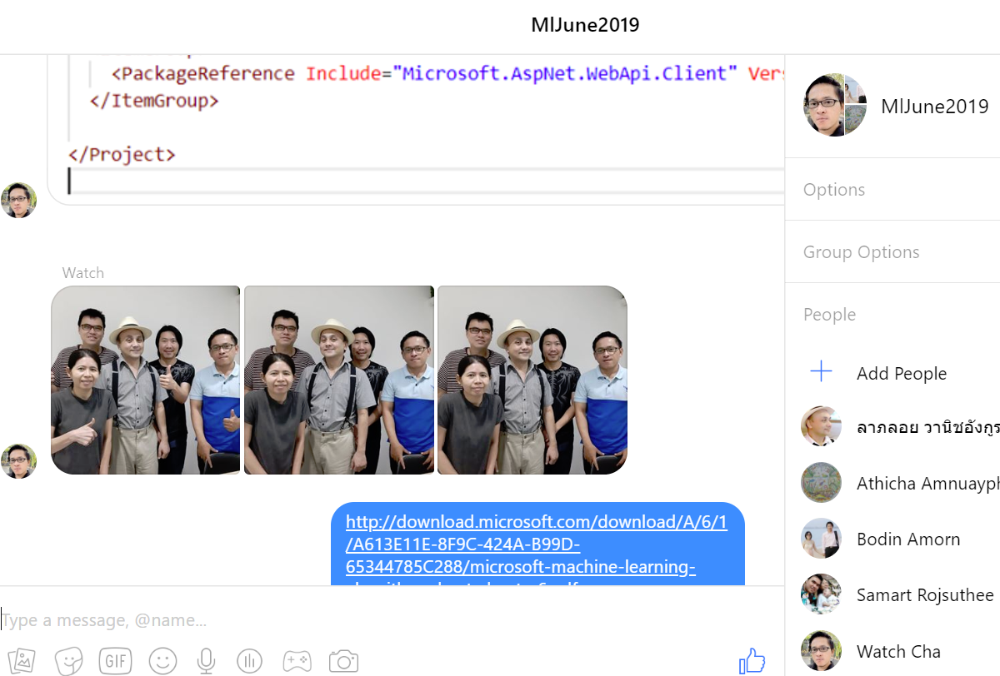 MlJune2019
<PackageReference Include="Microsoft.AspNet.WebApi.Client"
</ItemGroup>
</Project>
Watch
http://download.microsoft.com/download/A/6/1
/A613E11E-8F9C-424A-B99D-
65344785C288/microsoft-machine-learning-
Type a message, @name...
GIF
MlJune2019
Options
Group Options
People
Add People
ลาภลอย วานิชอังกูร
Athicha Amnuayph
Bodin Amorn
Samart Rojsuthee
Watch Cha